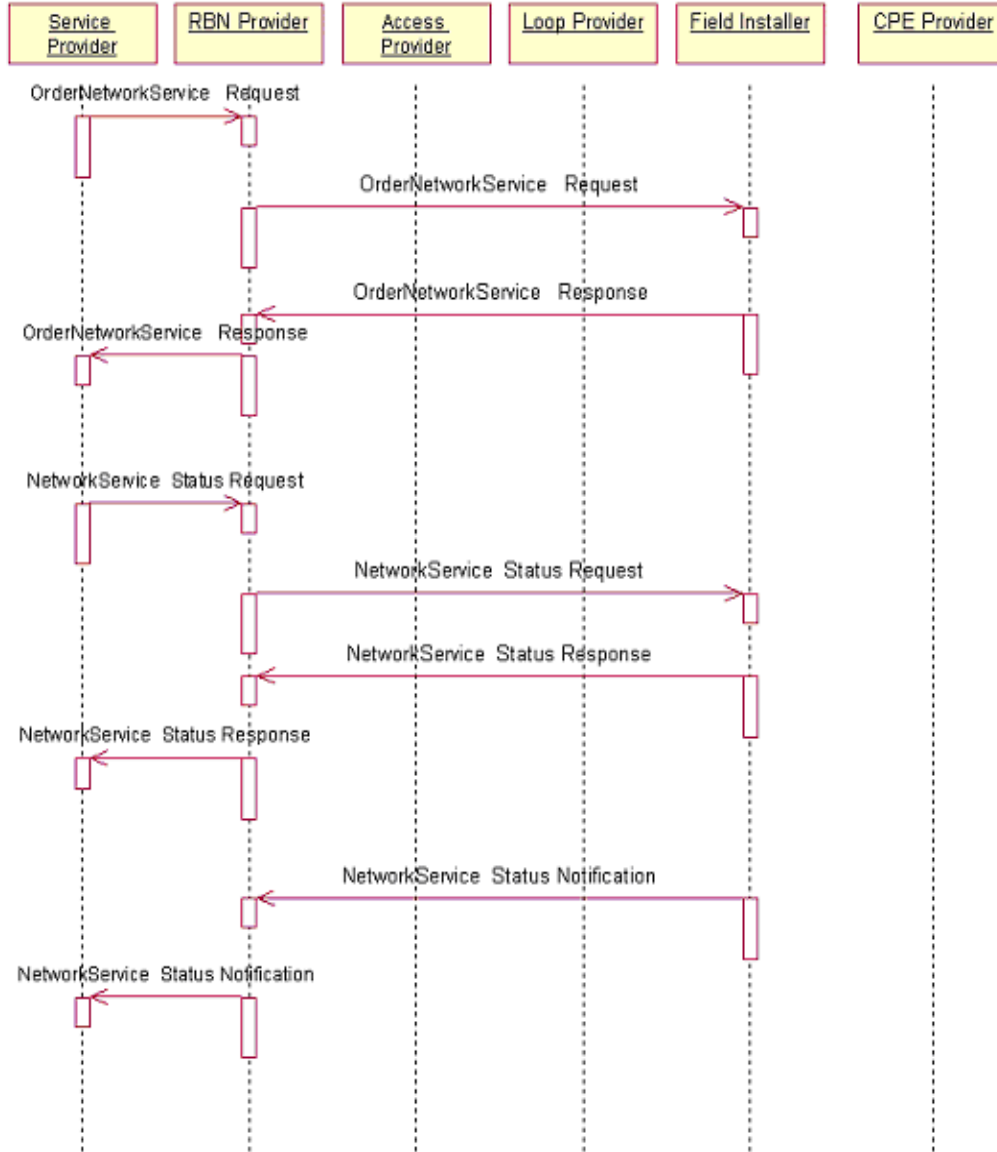 Service
Provider
RBN Provider
Access
Provider
Loop Provider
Field Installer
CPE Provider
OrderNetworkService Request
OrderNetworkService Request
OrderNetworkService Response
OrderNetworkService Response
NetworkService Status Request
NetworkService Status Request
NetworkService Status Response
NetworkService Status Response
NetworkService Status Notification
NetworkService Status Notification